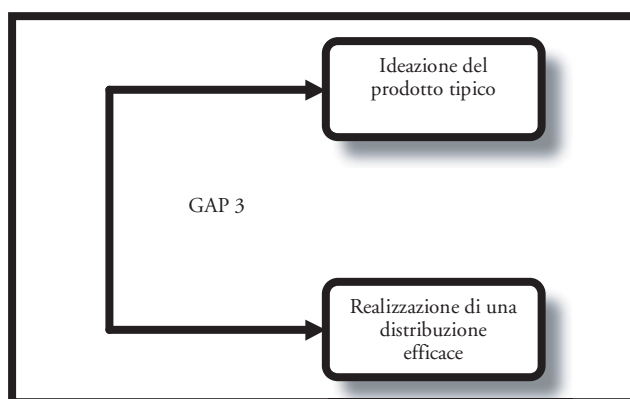 Ideazione del
prodotto tipico
GAP 3
Realizzazione di una
distribuzione
efficace